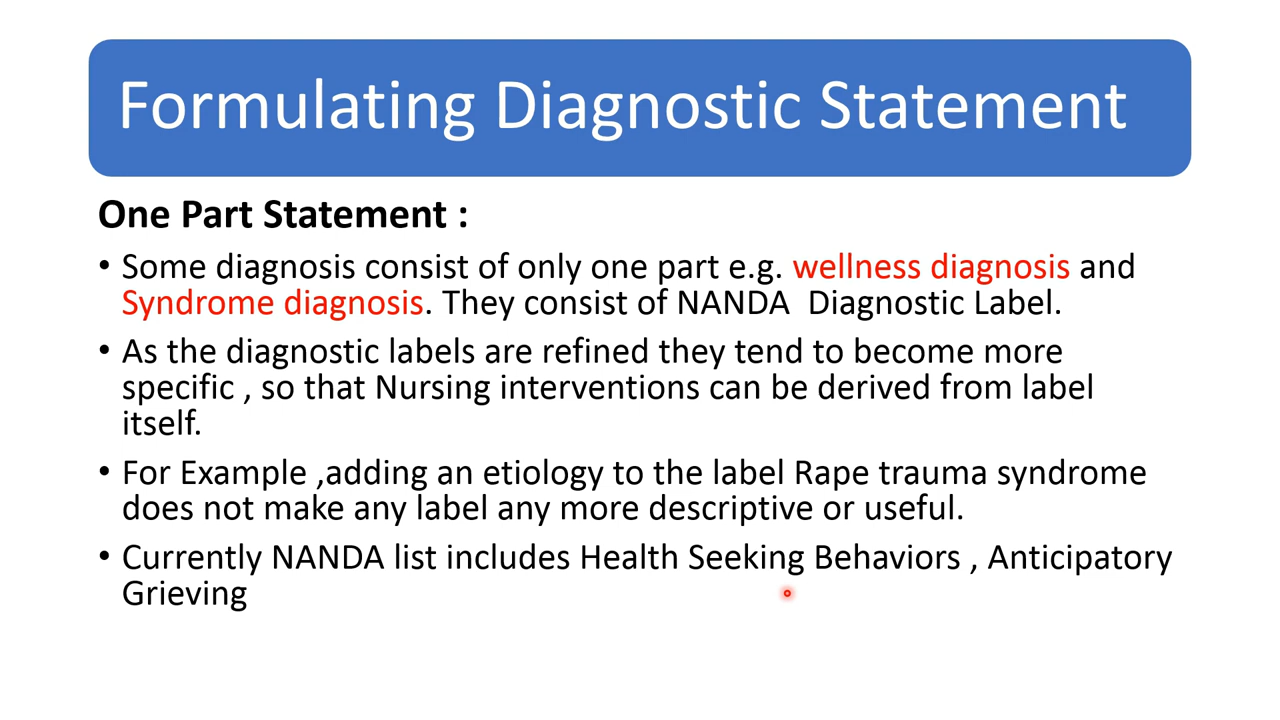 Formulating Diagnostic Statement
One Part Statement :
• Some diagnosis consist of only one part e.g. wellness diagnosis and
Syndrome diagnosis. They consist of NANDA  Diagnostic Label.
• As the diagnostic labels are refined they tend to become more
specific , so that Nursing interventions can be derived from label
itself.
• For Example ,adding an etiology to the label Rape trauma syndrome
does not make any label any more descriptive or useful.
• Currently NANDA list includes Health Seeking Behaviors , Anticipatory
Grieving